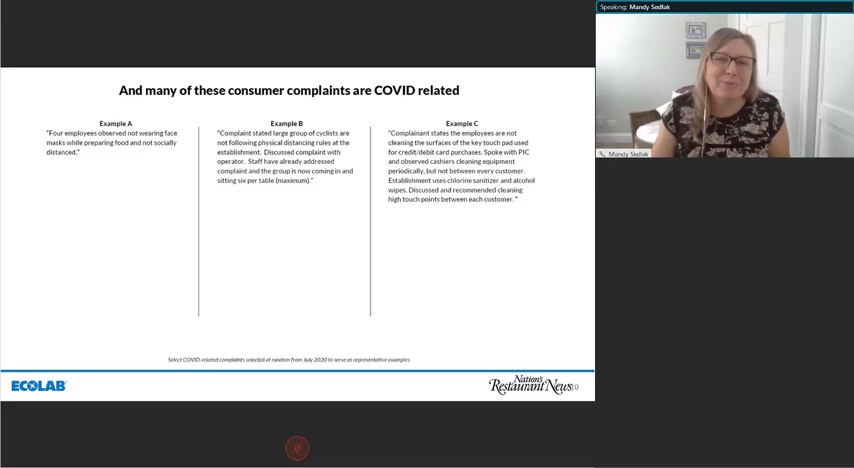 Speaking: Mandy Sedlak
And many of these consumer complaints are COVID related
Example A
"Four employees observed not wearing face
masks while preparing food and not socially
distanced."
Example B
"Complaint stated large group of cyclists are
not following physical distancing rules at the
establishment. Discussed complaint with
operator. Staff have already addressed
complaint and the group is now coming in and
sitting six per table (maximum)."
Example C
"Complainant states the employees are not
cleaning the surfaces of the key touch pad used
for credit/debit card purchases. Spoke with PIC
and observed cashiers cleaning equipment
periodically, but not between every customer.
Establishment uses chlorine sanitizer and alcohol
wipes. Discussed and recommended cleaning
high touch points between each customer. "
Mandy Sedlak
Select COVID-related complaints selected at random from July 2020 to serve as representative examples
ECOLAB
Nation's
Restaurant News